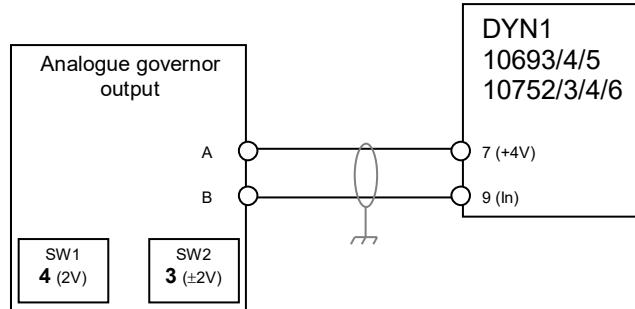 Analogue governor
output
A
B
SW1
4 (2V)
SW2
3 (±2V)
DYN1
10693/4/5
10752/3/4/6
7 (+4V)
9 (In)